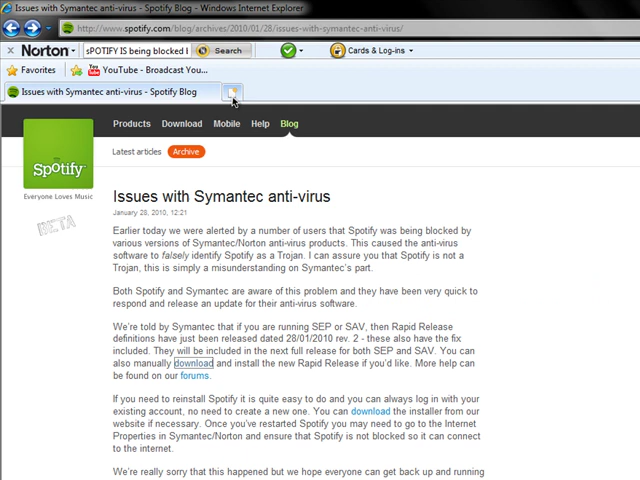 Issues with Symantec anti-virus - Spotify Blog - Windows Internet Explorer
http://www.spotify.com/blog/archives/2010/01/28/issues-with-symantec-anti-virus/
Norton sPOTIFY IS being blocked Search Cards & Log-ins
Favorites YouTube - Broadcast You...
Issues with Symantec anti-virus - Spotify Blog
Products Download Mobile Help Blog
Latest articles Archive
Spotify
Everyone Loves Music
BETA
Issues with Symantec anti-virus
January 28, 2010, 12:21
Earlier today we were alerted by a number of users that Spotify was being blocked by
various versions of Symantec/Norton anti-virus products. This caused the anti-virus
software to falsely identify Spotify as a Trojan. I can assure you that Spotify is not a
Trojan, this is simply a misunderstanding on Symantec's part.
Both Spotify and Symantec are aware of this problem and they have been very quick to
respond and release an update for their anti-virus software.
We're told by Symantec that if you are running SEP or SAV, then Rapid Release
definitions have just been released dated 28/01/2010 rev. 2 - these also have the fix
included. They will be included in the next full release for both SEP and SAV. You can
also manually download and install the new Rapid Release if you'd like. More help can
be found on our forums.
If you need to reinstall Spotify it is quite easy to do and you can always log in with your
existing account, no need to create a new one. You can download the installer from our
website if necessary. Once you've restarted Spotify you may need to go to the Internet
Properties in Symantec/Norton and ensure that Spotify is not blocked so it can connect
to the internet.
We're really sorry that this happened but we hope everyone can get back up and running